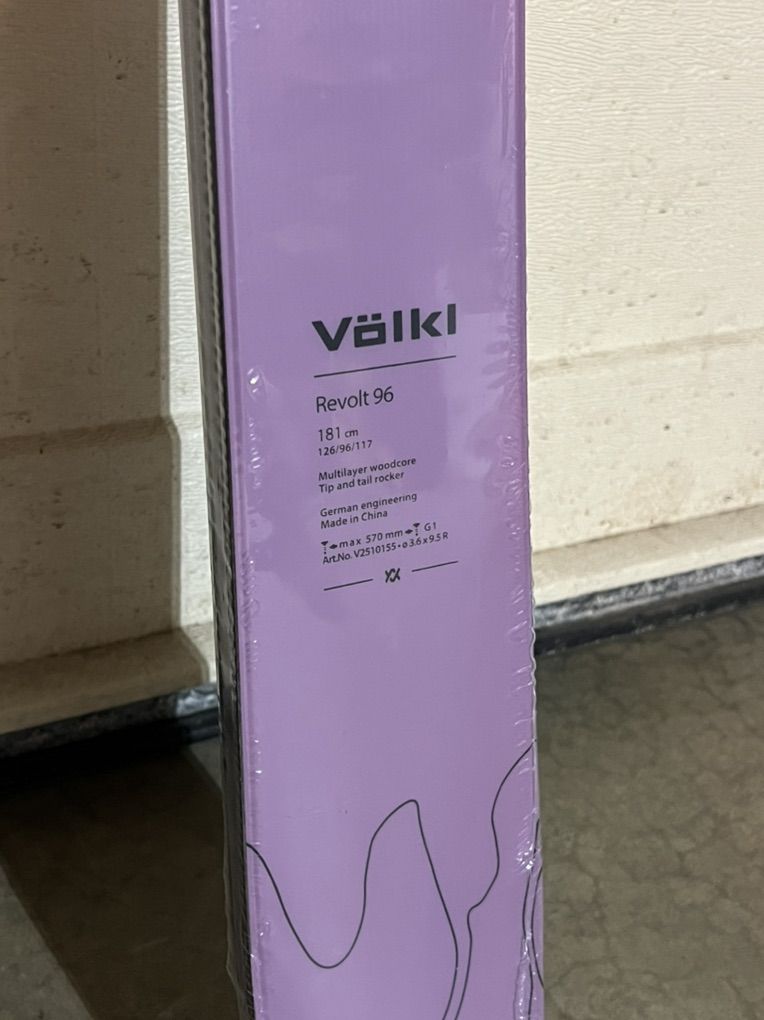 Völkl
Revolt 96
181 cm
126/96/117
Multilayer woodcore
Tip and tail rocker
German engineering
Made in China
max 570 mm G1
Art.No. V2510155 • ø 3.6 x 9.5 R